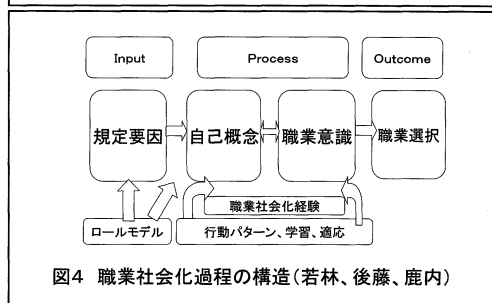 Input
Process
Outcome
規定要因
自己概念
職業意識
職業選択
職業社会化経験
ロールモデル
行動パターン、学習、適応
図4 職業社会化過程の構造(若林、後藤、鹿内)